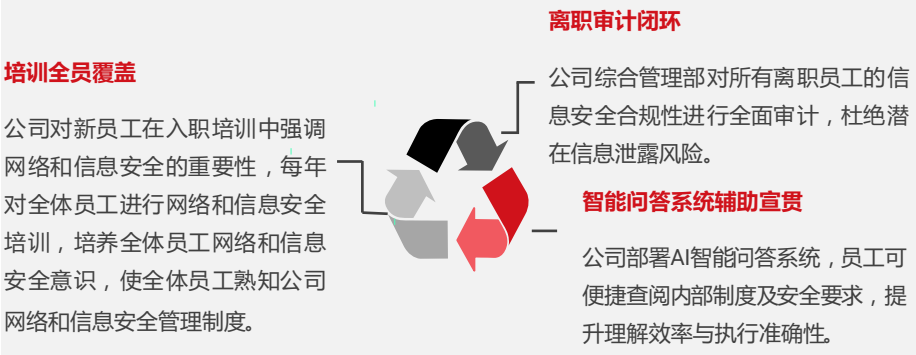 培训全员覆盖
公司对新员工在入职培训中强调
网络和信息安全的重要性，每年
对全体员工进行网络和信息安全
培训，培养全体员工网络和信息
安全意识，使全体员工熟知公司
网络和信息安全管理制度。
离职审计闭环
公司综合管理部对所有离职员工的信
息安全合规性进行全面审计，杜绝潜
在信息泄露风险。
智能问答系统辅助宣贯
公司部署AI智能问答系统，员工可
便捷查阅内部制度及安全要求，提
升理解效率与执行准确性。